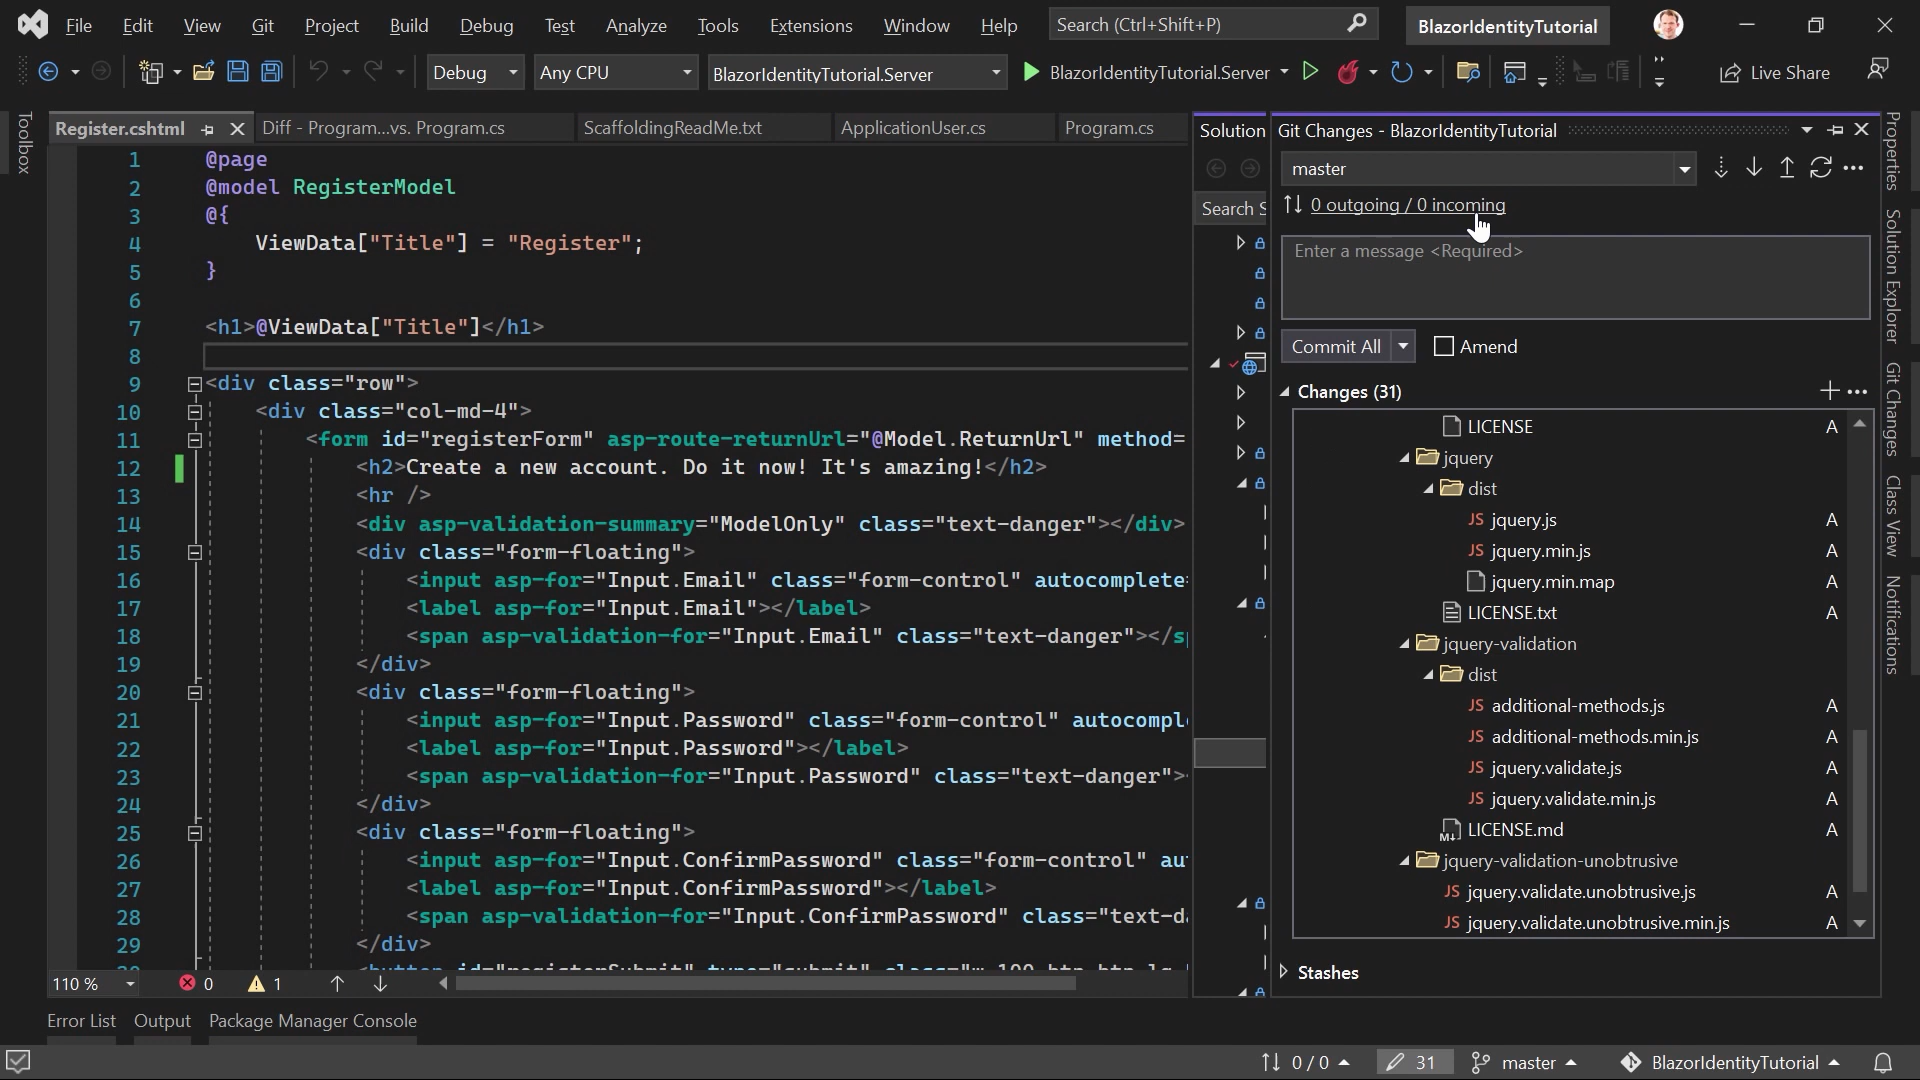 File Edit View Git Project Build Debug Test Analyze Tools Extensions Window Help Search (Ctrl+Shift+P) BlazorIdentityTutorial
Debug Any CPU BlazorIdentityTutorial.Server BlazorIdentityTutorial.Server Live Share
Toolbox
Register.cshtml Diff - Program...vs. Program.cs ScaffoldingReadMe.txt ApplicationUser.cs Program.cs
1 @page
2 @model RegisterModel
3 @{
4 ViewData["Title"] = "Register";
5 }
6
7 <h1>@ViewData["Title"]</h1>
8
9 <div class="row">
10 <div class="col-md-4">
11 <form id="registerForm" asp-route-returnUrl="@Model.ReturnUrl" method=
12 <h2>Create a new account. Do it now! It's amazing!</h2>
13 <hr />
14 <div asp-validation-summary="ModelOnly" class="text-danger"></div>
15 <div class="form-floating">
16 <input asp-for="Input.Email" class="form-control" autocomplete=
17 <label asp-for="Input.Email"></label>
18 <span asp-validation-for="Input.Email" class="text-danger"></sp
19 </div>
20 <div class="form-floating">
21 <input asp-for="Input.Password" class="form-control" autocompl
22 <label asp-for="Input.Password"></label>
23 <span asp-validation-for="Input.Password" class="text-danger">
24 </div>
25 <div class="form-floating">
26 <input asp-for="Input.ConfirmPassword" class="form-control" au
27 <label asp-for="Input.ConfirmPassword"></label>
28 <span asp-validation-for="Input.ConfirmPassword" class="text-d
29 </div>
110 % 0 1
Solution
Search S
Git Changes - BlazorIdentityTutorial
master
0 outgoing / 0 incoming
Enter a message <Required>
Commit All Amend
Changes (31)
LICENSE A
jquery
dist
JS jquery.js A
JS jquery.min.js A
jquery.min.map A
LICENSE.txt A
jquery-validation
dist
JS additional-methods.js A
JS additional-methods.min.js A
JS jquery.validate.js A
JS jquery.validate.min.js A
LICENSE.md A
jquery-validation-unobtrusive
JS jquery.validate.unobtrusive.js A
JS jquery.validate.unobtrusive.min.js A
Stashes
Properties
Solution Explorer
Git Changes
Class View
Notifications
Error List Output Package Manager Console
0 / 0 31 master BlazorIdentityTutorial